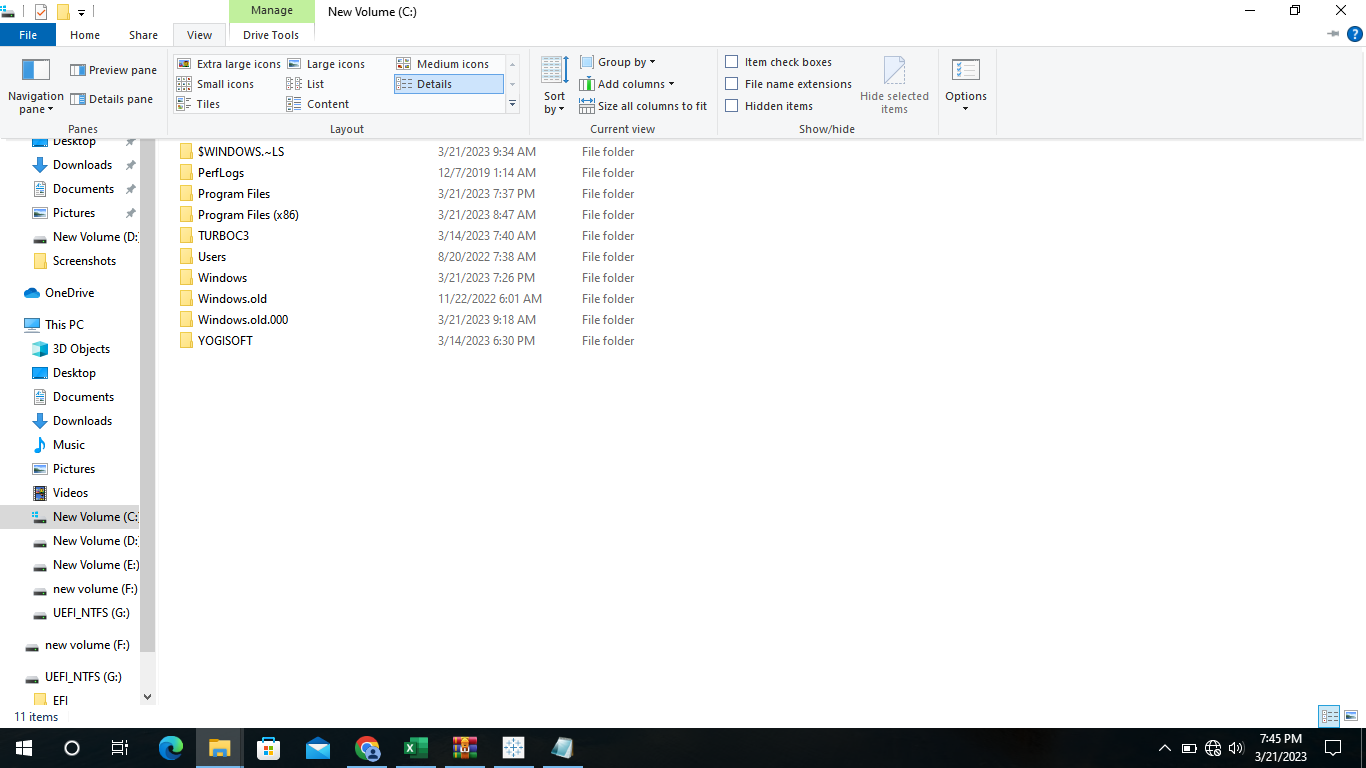 Manage
New Volume (C:)
File
Home
Share
View
Drive Tools
Navigation pane
Preview pane
Details pane
Panes
Extra large icons
Large icons
Medium icons
Small icons
List
Details
Tiles
Content
Layout
Sort by
Group by
Add columns
Size all columns to fit
Current view
Item check boxes
File name extensions
Hidden items
Hide selected items
Show/hide
Options
Desktop
Downloads
Documents
Pictures
New Volume (D:
Screenshots
OneDrive
This PC
3D Objects
Desktop
Documents
Downloads
Music
Pictures
Videos
New Volume (C:
New Volume (D:
New Volume (E:)
new volume (F:)
UEFI_NTFS (G:)
new volume (F:)
UEFI_NTFS (G:)
EFI
$WINDOWS.~LS 3/21/2023 9:34 AM File folder
PerfLogs 12/7/2019 1:14 AM File folder
Program Files 3/21/2023 7:37 PM File folder
Program Files (x86) 3/21/2023 8:47 AM File folder
TURBOC3 3/14/2023 7:40 AM File folder
Users 8/20/2022 7:38 AM File folder
Windows 3/21/2023 7:26 PM File folder
Windows.old 11/22/2022 6:01 AM File folder
Windows.old.000 3/21/2023 9:18 AM File folder
YOGISOFT 3/14/2023 6:30 PM File folder
11 items
7:45 PM
3/21/2023